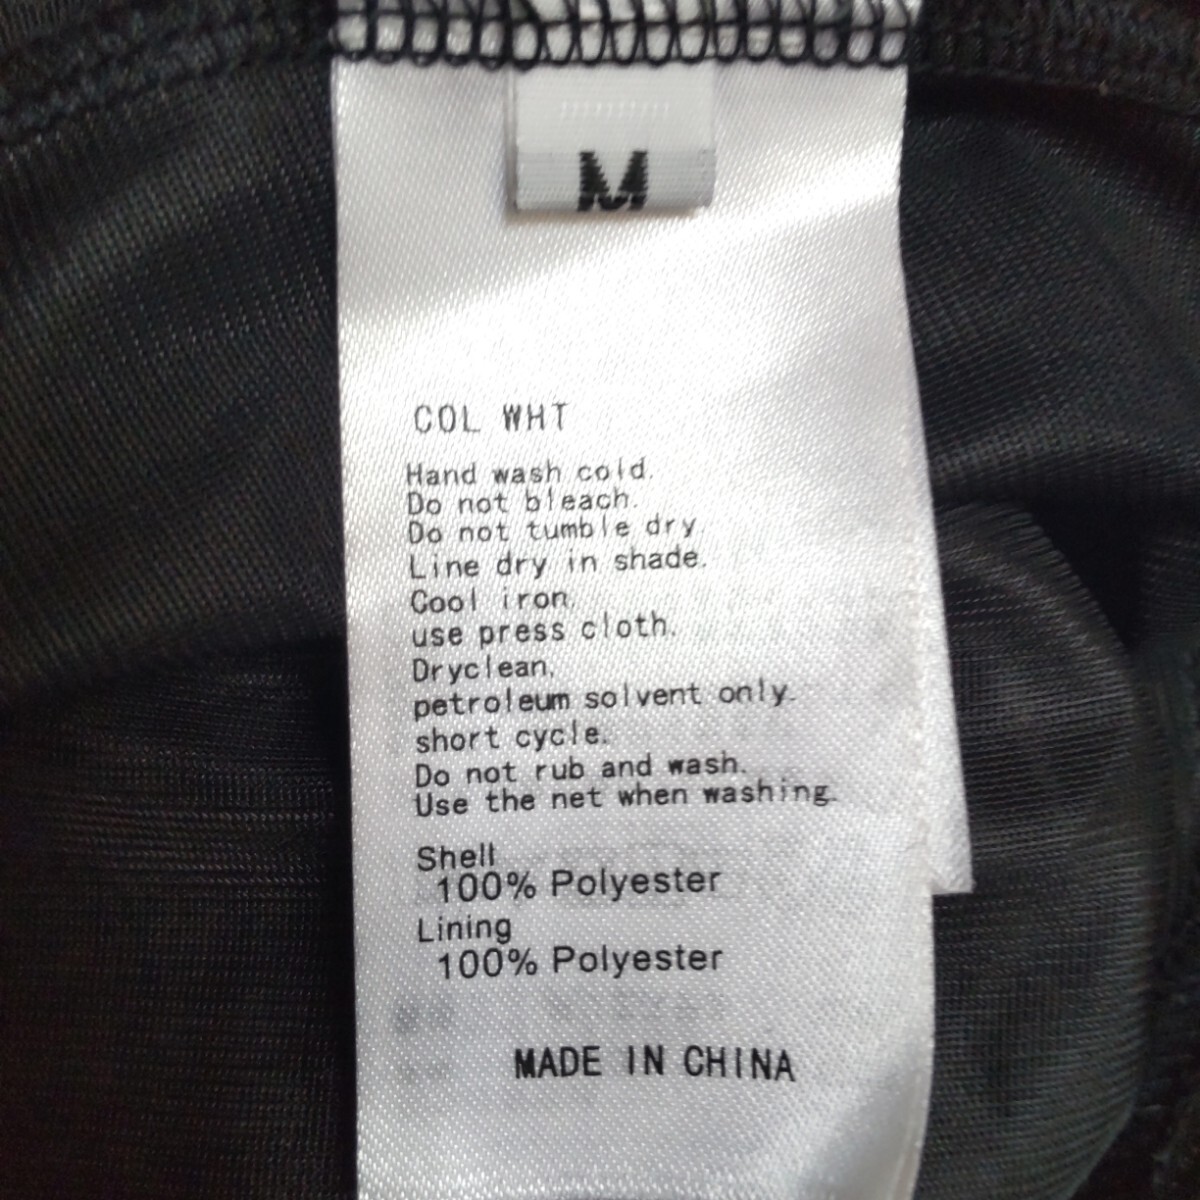 M
COL WHT
Hand wash cold.
Do not bleach.
Do not tumble dry.
Line dry in shade.
Cool iron,
use press cloth.
Dryclean,
petroleum solvent only.
short cycle.
Do not rub and wash.
Use the net when washing.
Shell
100% Polyester
Lining
100% Polyester
MADE IN CHINA